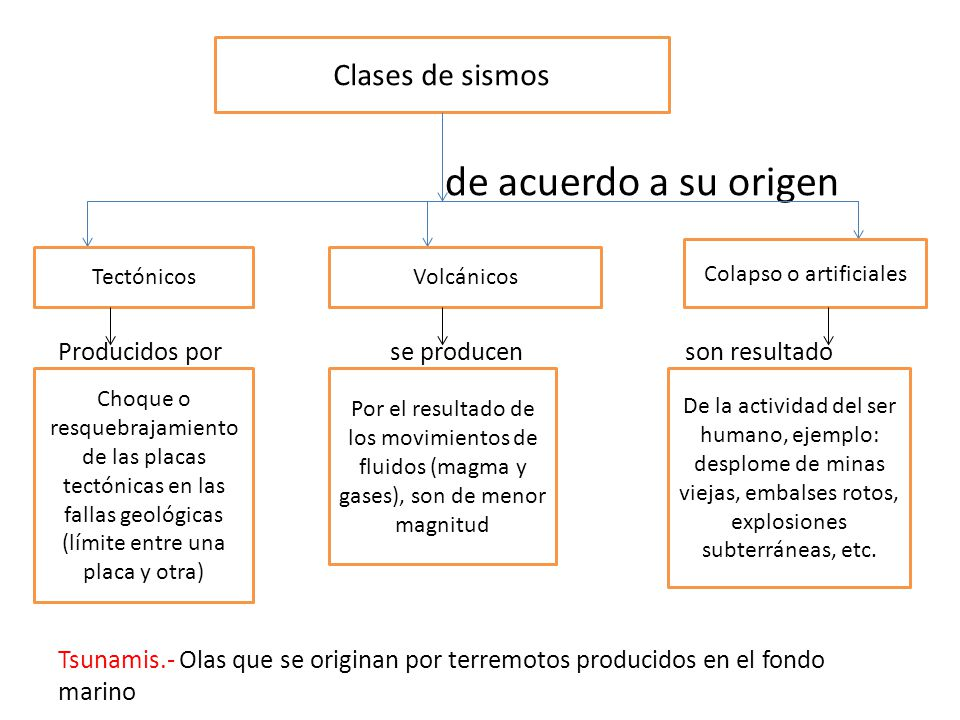 Clases de sismos
de acuerdo a su origen
Tectónicos
Volcánicos
Colapso o artificiales
Producidos por
se producen
son resultado
Choque o
resquebrajamiento
de las placas
tectónicas en las
fallas geológicas
(límite entre una
placa y otra)
Por el resultado de
los movimientos de
fluidos (magma y
gases), son de menor
magnitud
De la actividad del ser
humano, ejemplo:
desplome de minas
viejas, embalses rotos,
explosiones
subterráneas, etc.
Tsunamis.- Olas que se originan por terremotos producidos en el fondo
marino